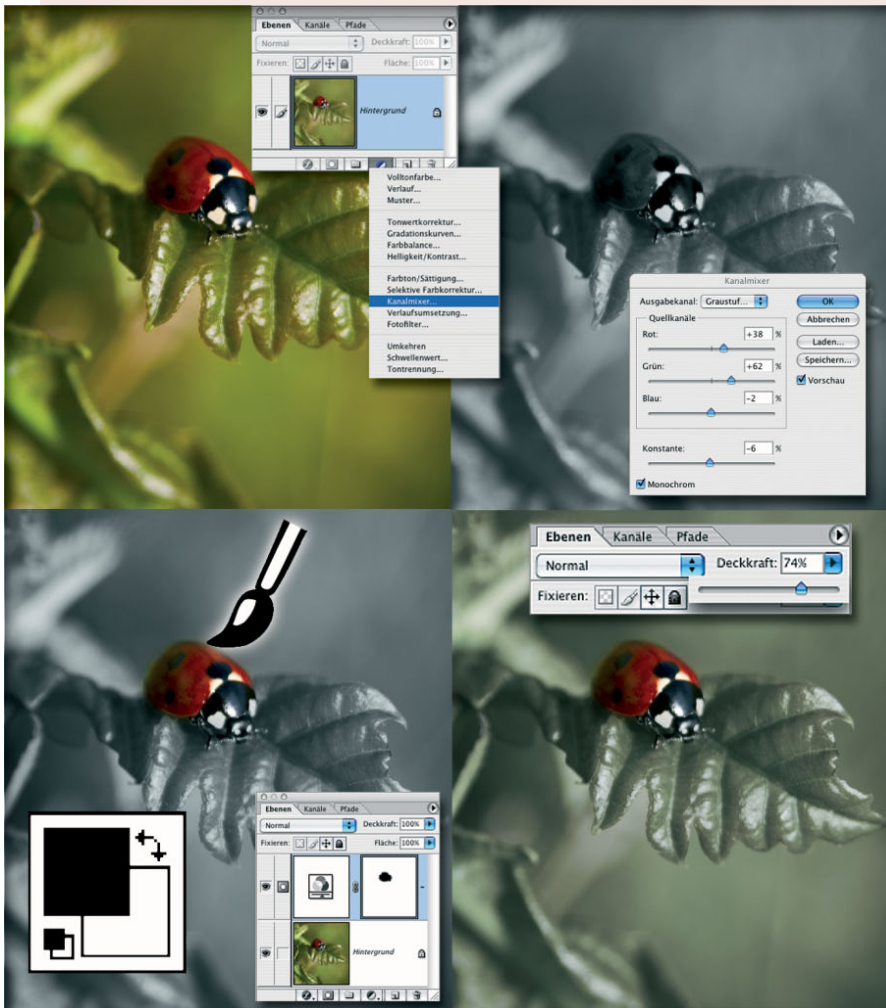 Ebenen Kanäle Pfade
Normal Deckkraft: 100%
Fixieren: Fläche: 100%
Hintergrund
Volltonfarbe...
Verlauf...
Muster...
Tonwertkorrektur...
Gradationskurven...
Farbbalance...
Helligkeit/Kontrast...
Farbton/Sättigung...
Selektive Farbkorrektur...
Kanalmixer...
Verlaufsumsetzung...
Fotofilter...
Umkehren
Schwellenwert...
Tontrennung...
Kanalmixer
Ausgabekanal: Graustuf... OK
Quellkanäle Abbrechen
Rot: +38 % Laden...
Speichern...
Grün: +62 % Vorschau
Blau: -2 %
Konstante: -6 %
Monochrom
Ebenen Kanäle Pfade
Normal Deckkraft: 100%
Fixieren: Fläche: 100%
Hintergrund
Ebenen Kanäle Pfade
Normal Deckkraft: 74%
Fixieren: